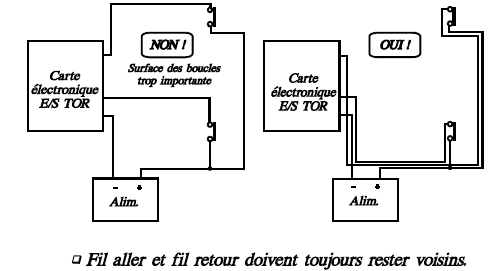 NON !
Surface des boucles
trop importante
Carte
électronique
E/S TOR
- +
Alim.
OUI !
Carte
électronique
E/S TOR
- +
Alim.
❑ Fil aller et fil retour doivent toujours rester voisins.